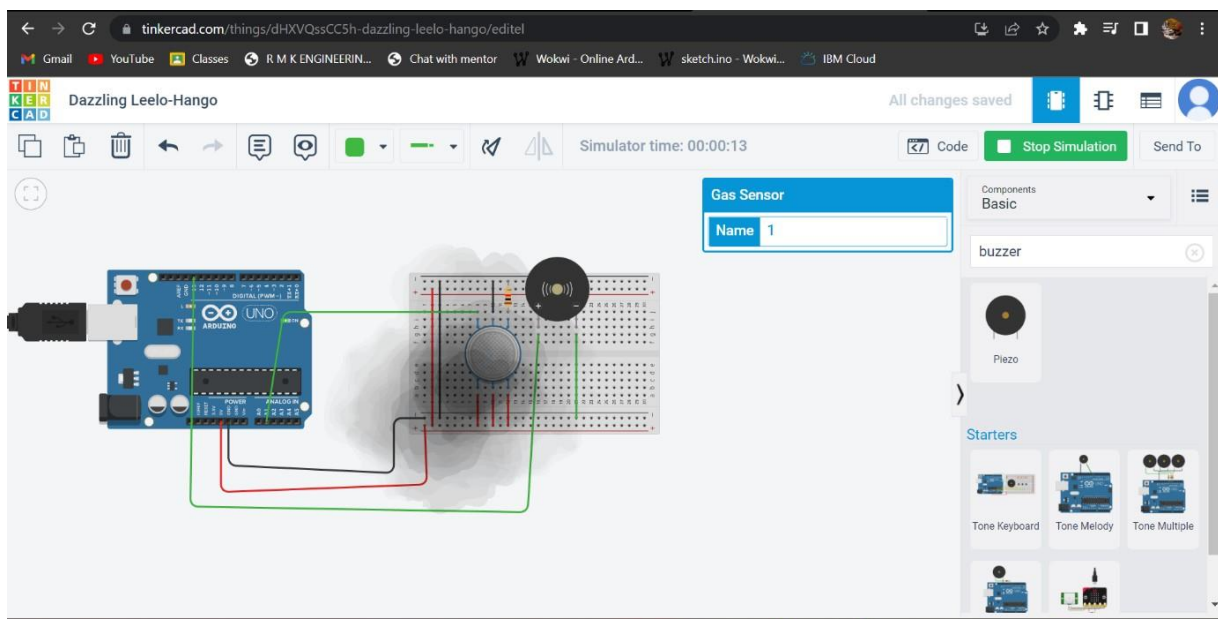 tinkercad.com/things/dHXVQssCC5h-dazzling-leelo-hango/editel
Gmail YouTube Classes R M K ENGINEERIN... Chat with mentor Wokwi - Online Ard... sketch.ino - Wokwi... IBM Cloud
TIN
KER
CAD
Dazzling Leelo-Hango
All changes saved
Simulator time: 00:00:13
Code
Stop Simulation
Send To
Gas Sensor
Name 1
Components
Basic
buzzer
Piezo
Starters
Tone Keyboard Tone Melody Tone Multiple
DIGITAL (PWM~)
UNO
ARDUINO
POWER ANALOG IN